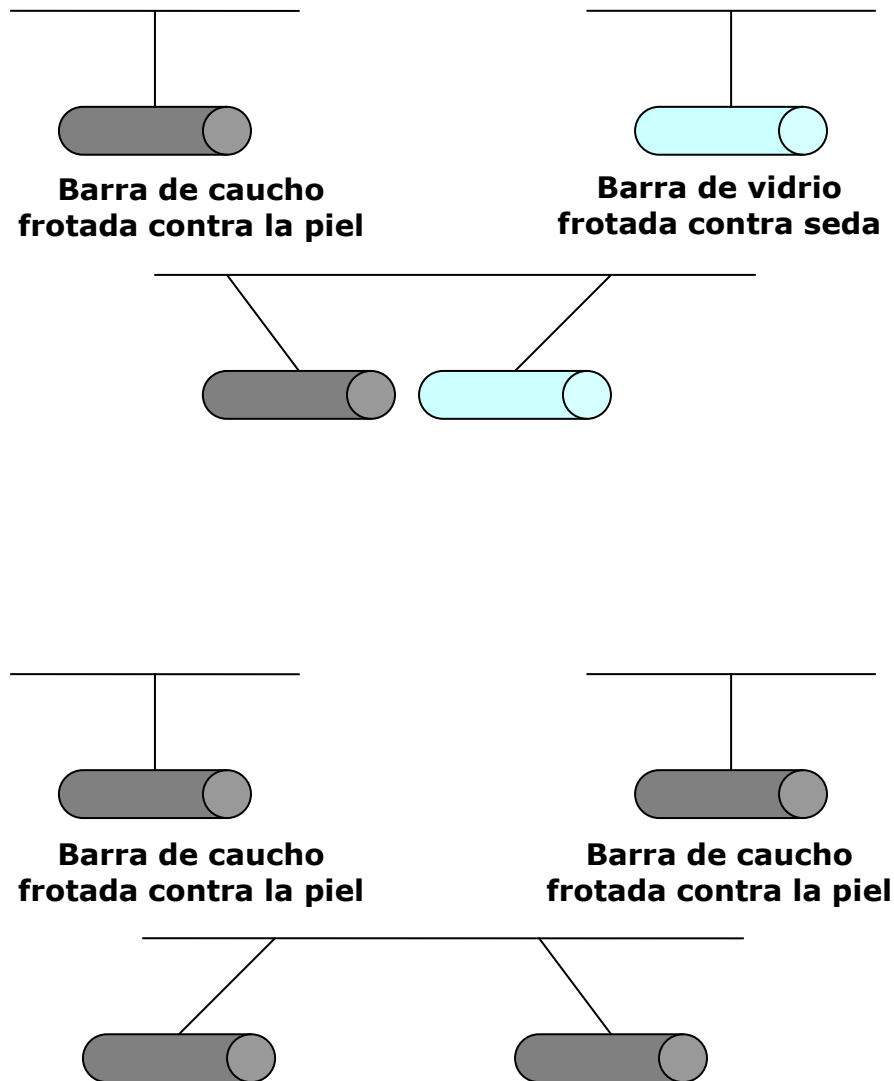 Barra de caucho
frotada contra la piel
Barra de vidrio
frotada contra seda
Barra de caucho
frotada contra la piel
Barra de caucho
frotada contra la piel